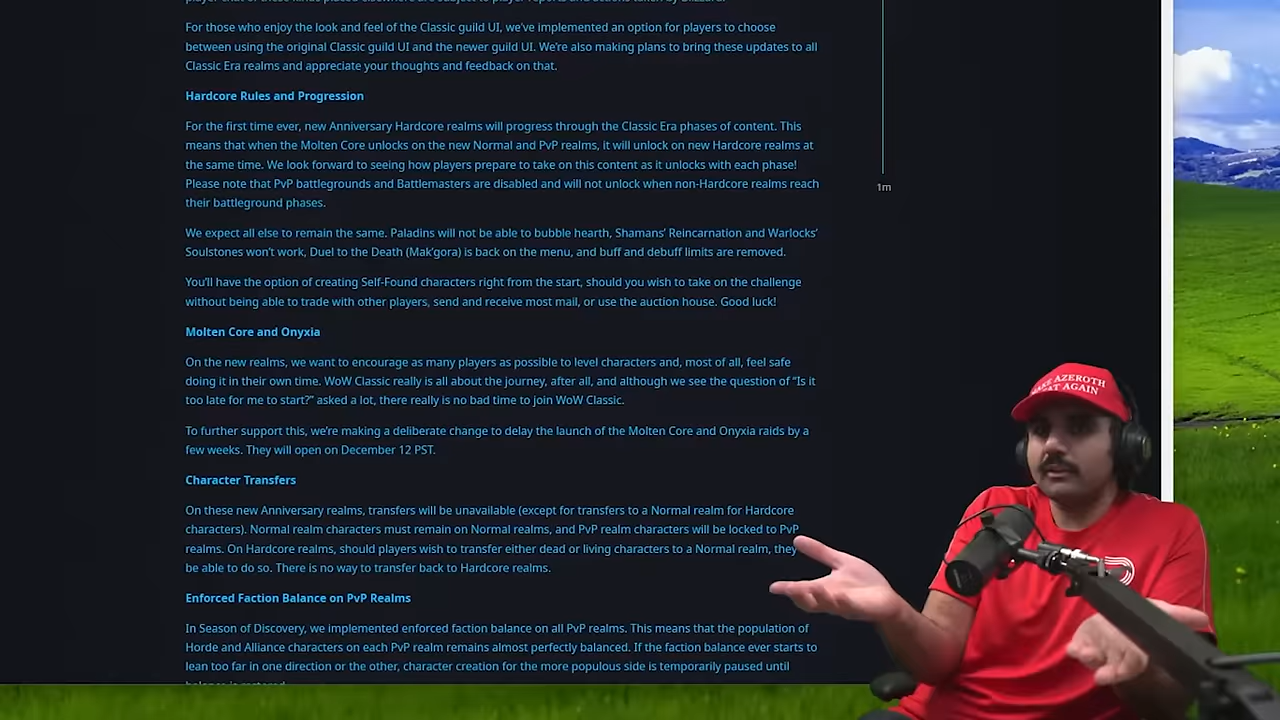 For those who enjoy the look and feel of the Classic guild UI, we've implemented an option for players to choose
between using the original Classic guild UI and the newer guild UI. We're also making plans to bring these updates to all
Classic Era realms and appreciate your thoughts and feedback on that.
Hardcore Rules and Progression
For the first time ever, new Anniversary Hardcore realms will progress through the Classic Era phases of content. This
means that when the Molten Core unlocks on the new Normal and PvP realms, it will unlock on new Hardcore realms at
the same time. We look forward to seeing how players prepare to take on this content as it unlocks with each phase!
Please note that PvP battlegrounds and Battlemasters are disabled and will not unlock when non-Hardcore realms reach
their battleground phases.
We expect all else to remain the same. Paladins will not be able to bubble hearth, Shamans' Reincarnation and Warlocks'
Soulstones won't work, Duel to the Death (Mak'gora) is back on the menu, and buff and debuff limits are removed.
You'll have the option of creating Self-Found characters right from the start, should you wish to take on the challenge
without being able to trade with other players, send and receive most mail, or use the auction house. Good luck!
Molten Core and Onyxia
On the new realms, we want to encourage as many players as possible to level characters and, most of all, feel safe
doing it in their own time. WoW Classic really is all about the journey, after all, and although we see the question of “Is it
too late for me to start?” asked a lot, there really is no bad time to join WoW Classic.
To further support this, we're making a deliberate change to delay the launch of the Molten Core and Onyxia raids by a
few weeks. They will open on December 12 PST.
Character Transfers
On these new Anniversary realms, transfers will be unavailable (except for transfers to a Normal realm for Hardcore
characters). Normal realm characters must remain on Normal realms, and PvP realm characters will be locked to PvP
realms. On Hardcore realms, should players wish to transfer either dead or living characters to a Normal realm, they
be able to do so. There is no way to transfer back to Hardcore realms.
Enforced Faction Balance on PvP Realms
In Season of Discovery, we implemented enforced faction balance on all PvP realms. This means that the population of
Horde and Alliance characters on each PvP realm remains almost perfectly balanced. If the faction balance ever starts to
lean too far in one direction or the other, character creation for the more populous side is temporarily paused until
1m
AZEROTH
AGAIN